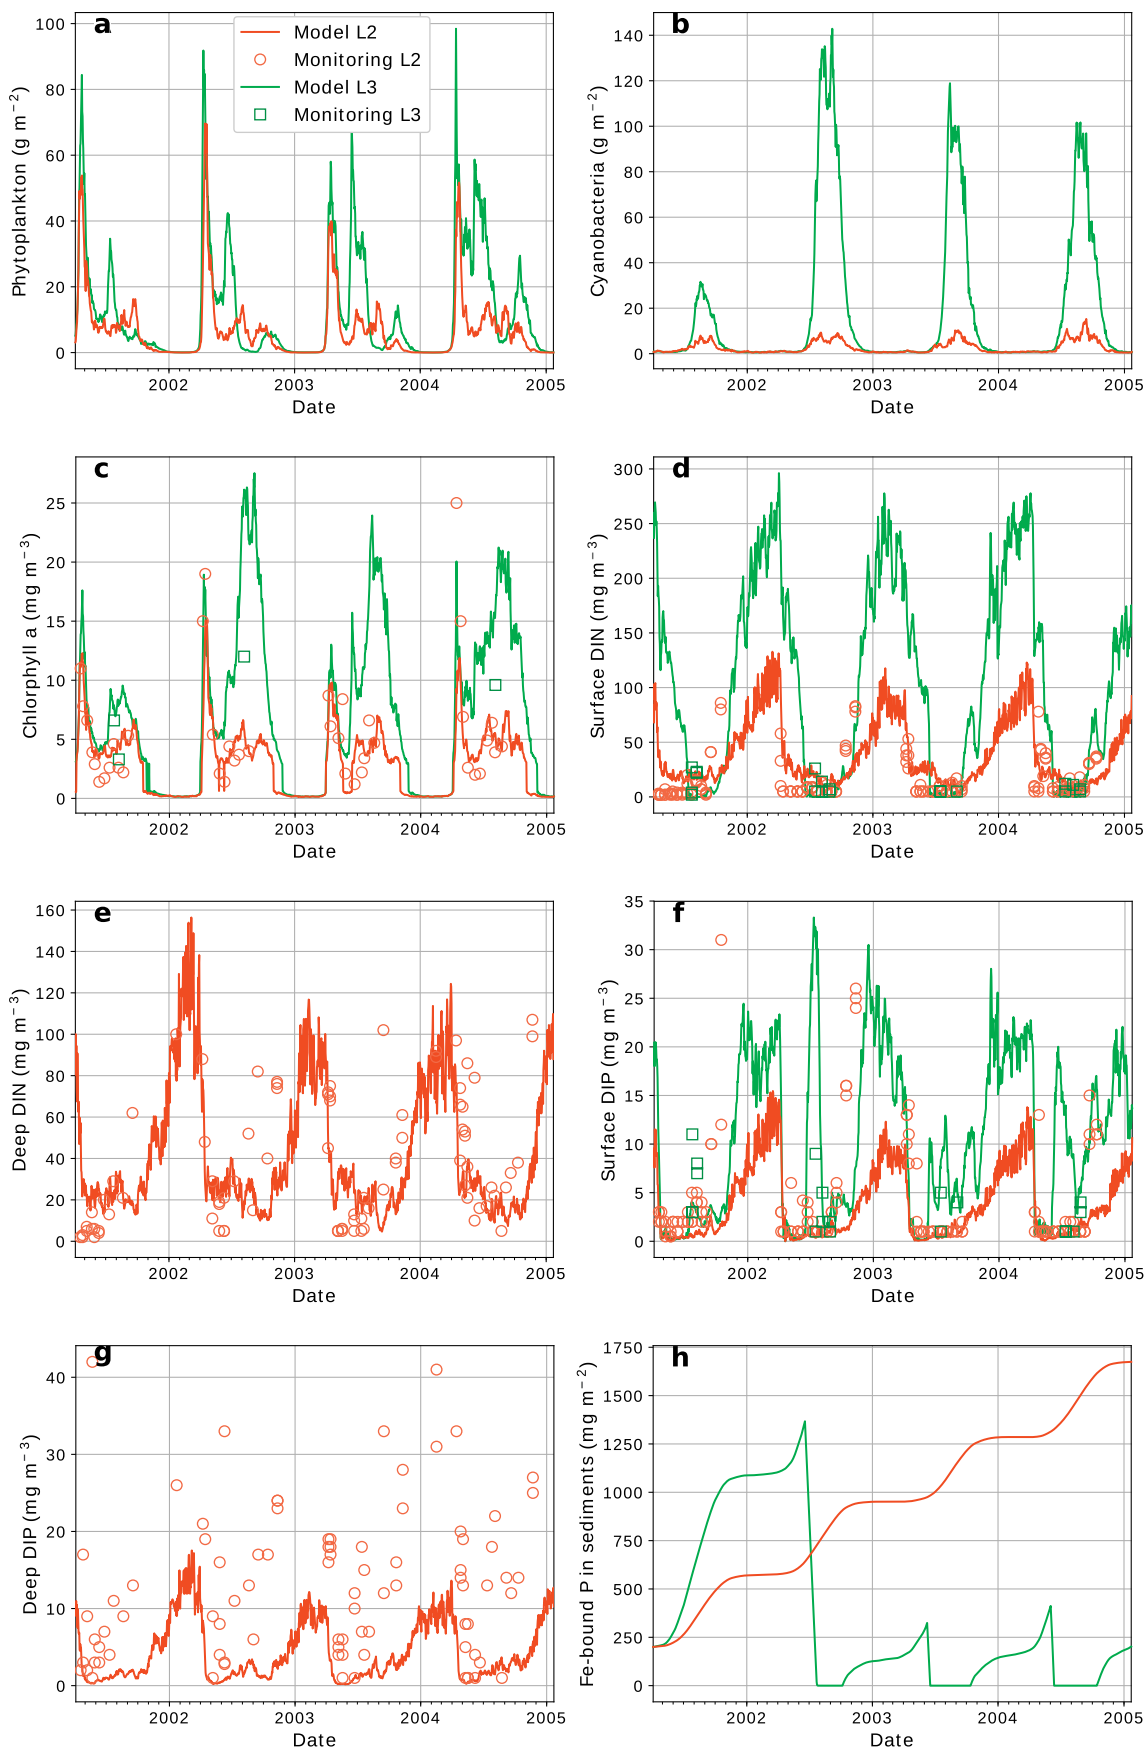 a
Model L2
Monitoring L2
Model L3
Monitoring L3
100
80
60
40
20
0
Phytoplankton (g m−2)
2002 2003 2004 2005
Date
b
140
120
100
80
60
40
20
0
Cyanobacteria (g m−2)
2002 2003 2004 2005
Date
c
25
20
15
10
5
0
Chlorphyll a (mg m−3)
2002 2003 2004 2005
Date
d
300
250
200
150
100
50
0
Surface DIN (mg m−3)
2002 2003 2004 2005
Date
e
160
140
120
100
80
60
40
20
0
Deep DIN (mg m−3)
2002 2003 2004 2005
Date
f
35
30
25
20
15
10
5
0
Surface DIP (mg m−3)
2002 2003 2004 2005
Date
g
40
30
20
10
0
Deep DIP (mg m−3)
2002 2003 2004 2005
Date
h
1750
1500
1250
1000
750
500
250
0
Fe-bound P in sediments (mg m−2)
2002 2003 2004 2005
Date